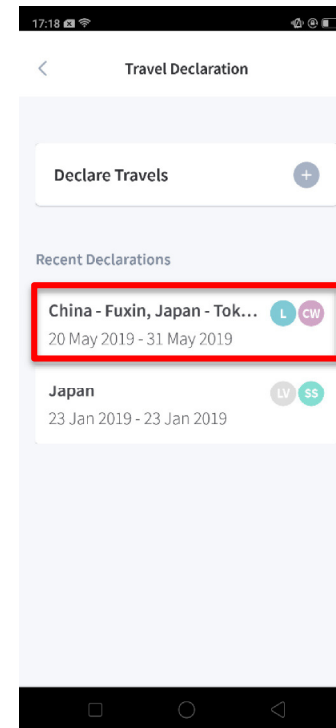 17:18
Travel Declaration
Declare Travels
Recent Declarations
China - Fuxin, Japan - Tok... L CW
20 May 2019 - 31 May 2019
Japan LV SS
23 Jan 2019 - 23 Jan 2019